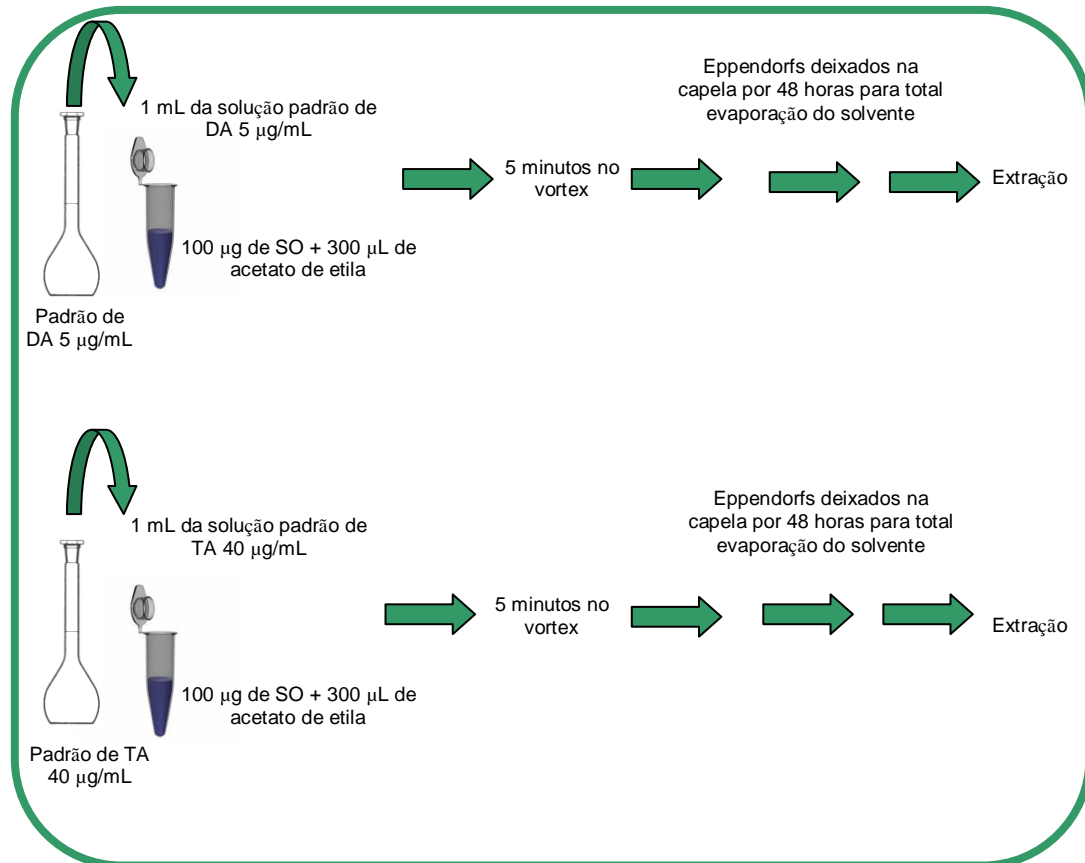 1 mL da solução padrão de
DA 5 µg/mL
100 µg de SO + 300 µL de
acetato de etila
Padrão de
DA 5 µg/mL
5 minutos no
vortex
Eppendorfs deixados na
capela por 48 horas para total
evaporação do solvente
Extração
1 mL da solução padrão de
TA 40 µg/mL
100 µg de SO + 300 µL de
acetato de etila
Padrão de TA
40 µg/mL
5 minutos no
vortex
Eppendorfs deixados na
capela por 48 horas para total
evaporação do solvente
Extração